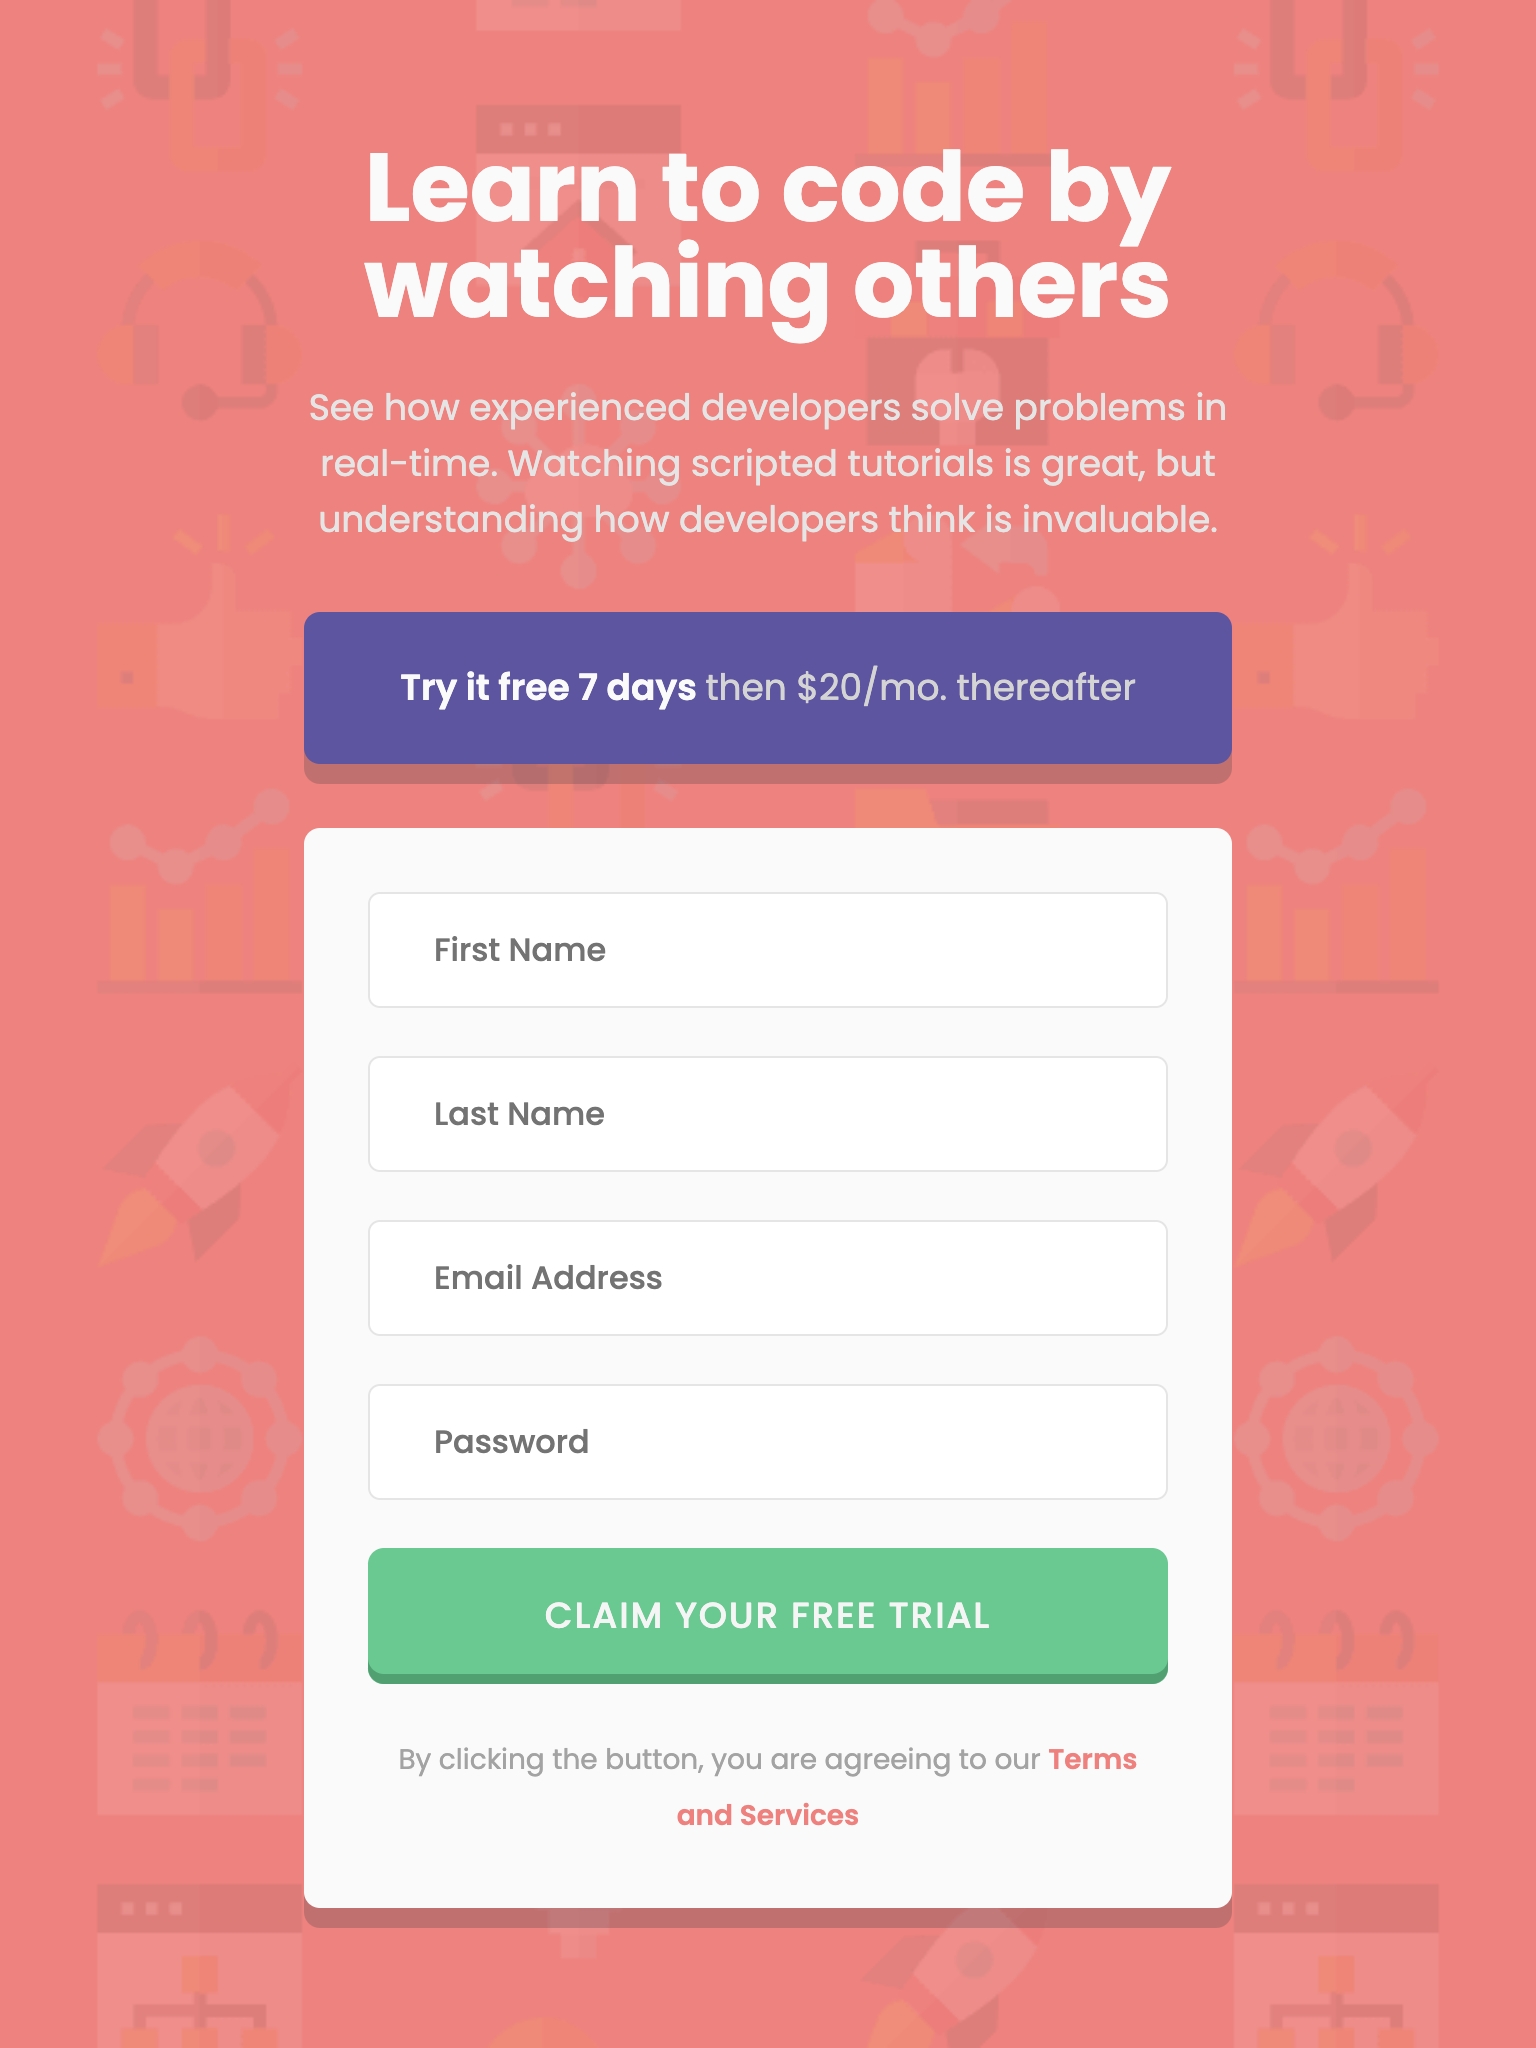 Learn to code by
watching others
See how experienced developers solve problems in
real-time. Watching scripted tutorials is great, but
understanding how developers think is invaluable.
Try it free 7 days then $20/mo. thereafter
First Name
Last Name
Email Address
Password
CLAIM YOUR FREE TRIAL
By clicking the button, you are agreeing to our Terms
and Services